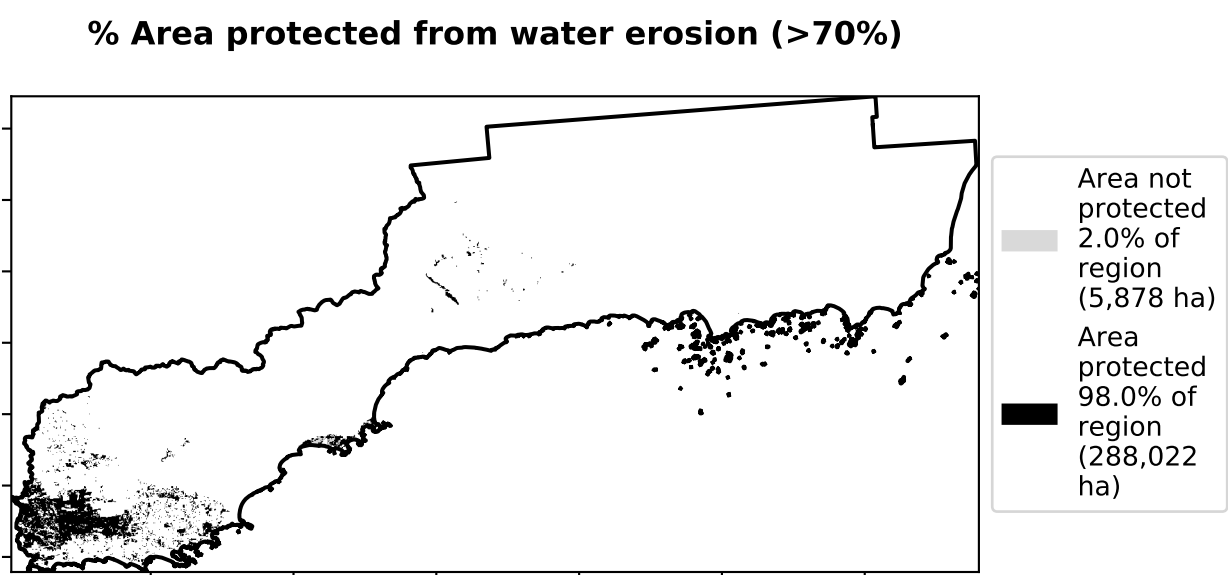 % Area protected from water erosion (>70%)
Area not
protected
2.0% of
region
(5,878 ha)
Area
protected
98.0% of
region
(288,022
ha)